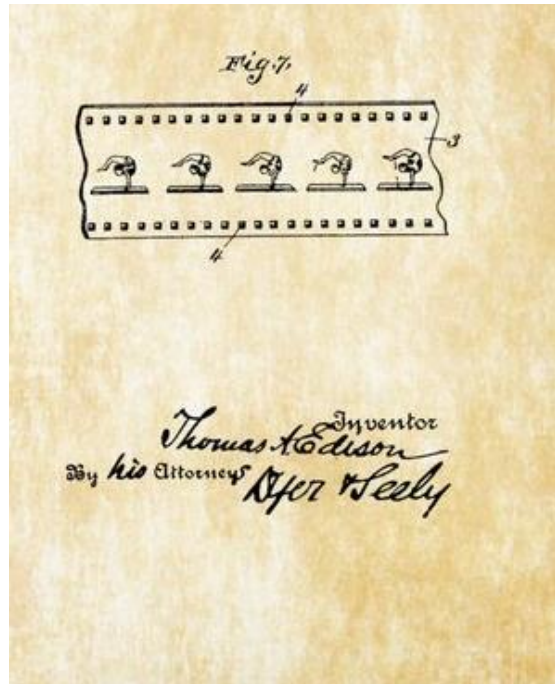 Fig. 7.
4
3
4
Inventor
Thomas A Edison
By his Attorneys
Dyer & Seely